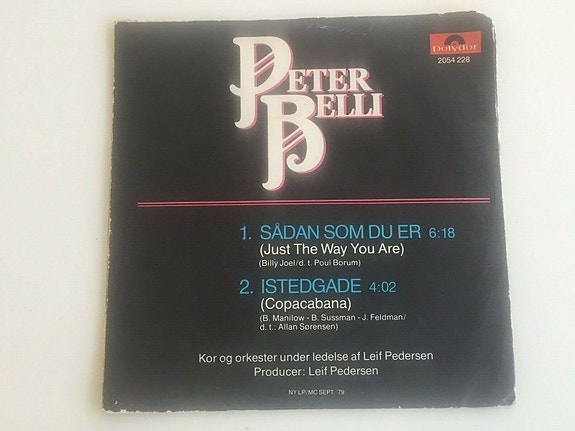 PETER
BELLI
Polydor
2054 228
1. SÅDAN SOM DU ER 6:18
(Just The Way You Are)
(Billy Joel/d. t. Poul Borum)
2. ISTEDGADE 4:02
(Copacabana)
(B. Manilow - B. Sussman - J. Feldman/
d. t.: Allan Sørensen)
Kor og orkester under ledelse af Leif Pedersen
Producer: Leif Pedersen
NY LP/MC SEPT. '79